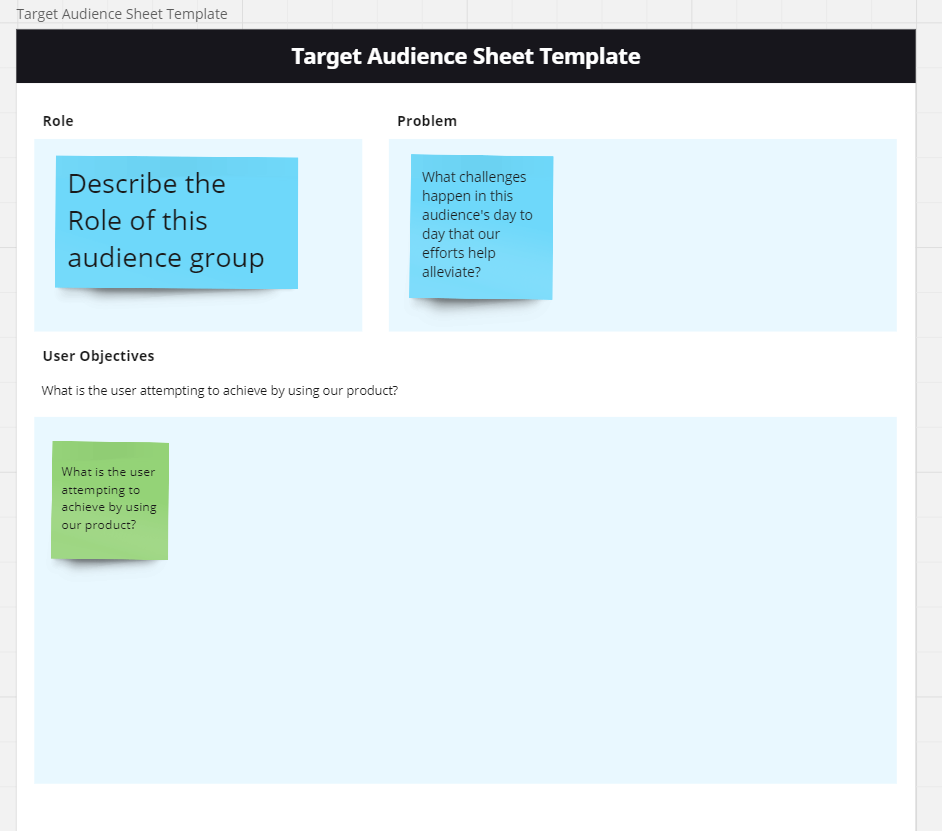 Target Audience Sheet Template
Target Audience Sheet Template
Role
Describe the
Role of this
audience group
Problem
What challenges
happen in this
audience's day to
day that our
efforts help
alleviate?
User Objectives
What is the user attempting to achieve by using our product?
What is the user
attempting to
achieve by using
our product?